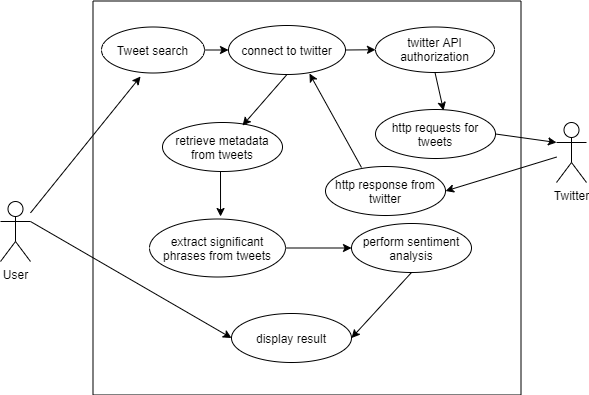 Tweet search
connect to twitter
twitter API
authorization
retrieve metadata
from tweets
http requests for
tweets
http response from
twitter
Twitter
extract significant
phrases from tweets
perform sentiment
analysis
User
display result